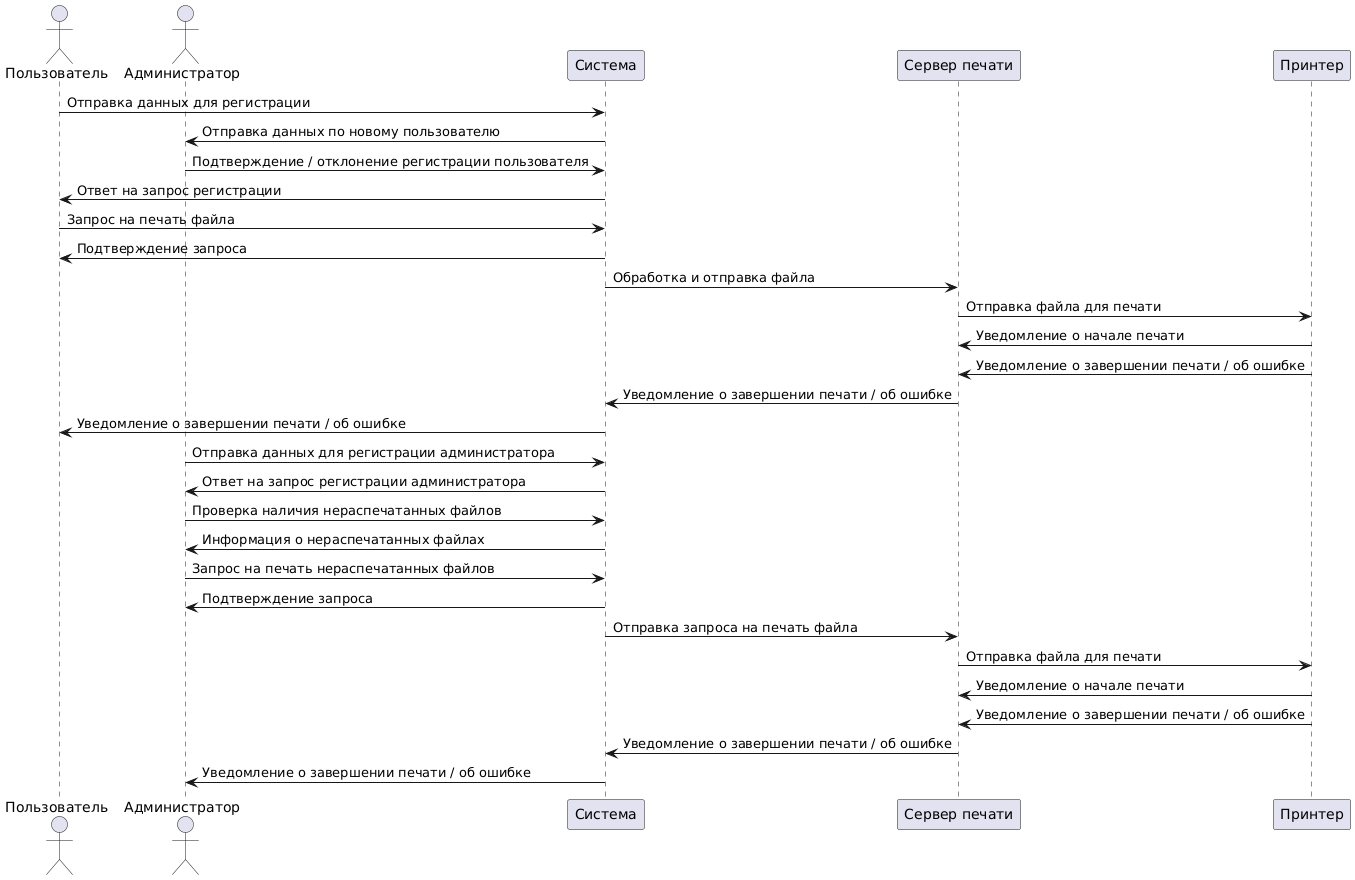 Пользователь
Администратор
Система
Сервер печати
Принтер
Отправка данных для регистрации
Отправка данных по новому пользователю
Подтверждение / отклонение регистрации пользователя
Ответ на запрос регистрации
Запрос на печать файла
Подтверждение запроса
Обработка и отправка файла
Отправка файла для печати
Уведомление о начале печати
Уведомление о завершении печати / об ошибке
Уведомление о завершении печати / об ошибке
Уведомление о завершении печати / об ошибке
Отправка данных для регистрации администратора
Ответ на запрос регистрации администратора
Проверка наличия нераспечатанных файлов
Информация о нераспечатанных файлах
Запрос на печать нераспечатанных файлов
Подтверждение запроса
Отправка запроса на печать файла
Отправка файла для печати
Уведомление о начале печати
Уведомление о завершении печати / об ошибке
Уведомление о завершении печати / об ошибке
Уведомление о завершении печати / об ошибке
Пользователь
Администратор
Система
Сервер печати
Принтер